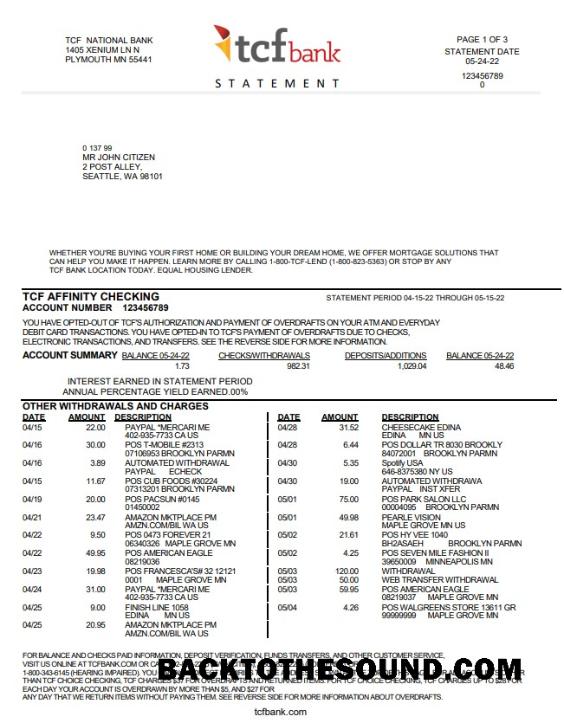 TCF NATIONAL BANK
1405 XENIUM LN N
PLYMOUTH MN 55441
tcfbank
STATEMENT
PAGE 1 OF 3
STATEMENT DATE
05-24-22
123456789
0
0 137 99
MR JOHN CITIZEN
2 POST ALLEY,
SEATTLE, WA 98101
WHETHER YOU'RE BUYING YOUR FIRST HOME OR BUILDING YOUR DREAM HOME, WE OFFER MORTGAGE SOLUTIONS THAT
CAN HELP YOU MAKE IT HAPPEN. LEARN MORE BY CALLING 1-800-TCF-LEND (1-800-823-5363) OR STOP BY ANY
TCF BANK LOCATION TODAY. EQUAL HOUSING LENDER.
TCF AFFINITY CHECKING STATEMENT PERIOD 04-15-22 THROUGH 05-15-22
ACCOUNT NUMBER 123456789
YOU HAVE OPTED-OUT OF TCF'S AUTHORIZATION AND PAYMENT OF OVERDRAFTS ON YOUR ATM AND EVERYDAY
DEBIT CARD TRANSACTIONS. YOU HAVE OPTED-IN TO TCF'S PAYMENT OF OVERDRAFTS DUE TO CHECKS,
ELECTRONIC TRANSACTIONS, AND TRANSFERS. SEE THE REVERSE SIDE FOR MORE INFORMATION.
ACCOUNT SUMMARY BALANCE 05-24-22 CHECKS/WITHDRAWALS DEPOSITS/ADDITIONS BALANCE 05-24-22
1.73 982.31 1,029.04 48.46
INTEREST EARNED IN STATEMENT PERIOD
ANNUAL PERCENTAGE YIELD EARNED.00%
OTHER WITHDRAWALS AND CHARGES
DATE AMOUNT DESCRIPTION
04/15 22.00 PAYPAL *MERCARI ME
402-935-7733 CA US
04/16 30.00 POS T-MOBILE #2313
07106953 BROOKLYN PARMN
04/16 3.89 AUTOMATED WITHDRAWAL
PAYPAL ECHECK
04/15 11.67 POS CUB FOODS #30224
07313201 BROOKLYN PARMN
04/19 20.00 POS PACSUN #0145
01450002
04/21 23.47 AMAZON MKTPLACE PM
AMZN.COM/BIL WA US
04/22 9.50 POS 0473 FOREVER 21
06340326 MAPLE GROVE MN
04/22 49.95 POS AMERICAN EAGLE
08219036
04/23 19.98 POS FRANCESCA'S# 32 12121
0001 MAPLE GROVE MN
04/24 31.00 PAYPAL *MERCARI ME
402-935-7733 CA US
04/25 9.00 FINISH LINE 1058
EDINA MN US
04/25 20.95 AMAZON MKTPLACE PM
AMZN.COM/BIL WA US
DATE AMOUNT DESCRIPTION
04/28 31.52 CHEESECAKE EDINA
EDINA MN US
04/28 6.44 POS DOLLAR TR 8030 BROOKLY
84072001 BROOKLYN PARMN
04/30 5.35 Spotify USA
646-8375380 NY US
04/30 19.00 AUTOMATED WITHDRAWA
PAYPAL INST XFER
05/01 75.00 POS PARK SALON LLC
00004095 BROOKLYN PARMN
05/01 49.98 PEARLE VISION
MAPLE GROVE MN US
05/02 21.61 POS HY VEE 1040
BH2ASAEH BROOKLYN PARMN
05/02 4.25 POS SEVEN MILE FASHION II
39650009 MINNEAPOLIS MN
05/03 120.00 WITHDRAWAL
05/03 50.00 WEB TRANSFER WITHDRAWAL
05/03 59.95 POS AMERICAN EAGLE
08219037 MAPLE GROVE MN
05/04 4.26 POS WALGREENS STORE 13611 GR
99999999 MAPLE GROVE MN
FOR BALANCE AND CHECKS PAID INFORMATION, DEPOSIT VERIFICATION, FUNDS TRANSFERS, AND OTHER CUSTOMER SERVICE,
VISIT US ONLINE AT TCFBANK.COM OR
1-800-343-6145 (HEARING IMPAIRED).
THAN TCF CHOICE CHECKING, TCF CHARGES $37 FOR OVERDRAFTS AND RETURNED ITEMS. FOR TCF CHOICE CHECKING, TCF CHARGES UP TO $28 FOR
EACH DAY YOUR ACCOUNT IS OVERDRAWN BY MORE THAN $5, AND $27 FOR
ANY DAY THAT WE RETURN ITEMS WITHOUT PAYING THEM. SEE REVERSE SIDE FOR MORE INFORMATION ABOUT OVERDRAFTS.
BACKTOTHESOUND.COM
tcfbank.com